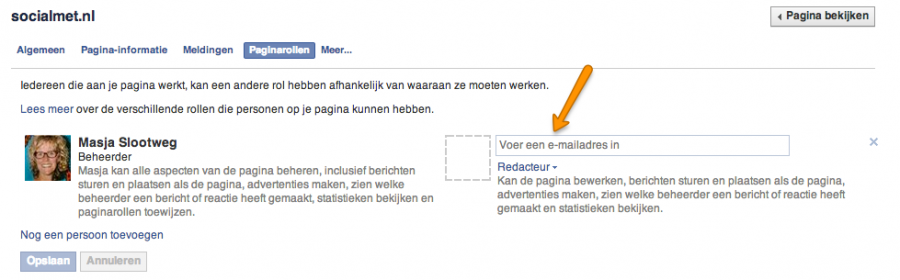 socialmet.nl
Pagina bekijken
Algemeen Pagina-informatie Meldingen Paginarollen Meer...
Iedereen die aan je pagina werkt, kan een andere rol hebben afhankelijk van waaraan ze moeten werken.
Lees meer over de verschillende rollen die personen op je pagina kunnen hebben.
Masja Slootweg
Beheerder
Masja kan alle aspecten van de pagina beheren, inclusief berichten
sturen en plaatsen als de pagina, advertenties maken, zien welke
beheerder een bericht of reactie heeft gemaakt, statistieken bekijken en
paginarollen toewijzen.
Voer een e-mailadres in
Redacteur
Kan de pagina bewerken, berichten sturen en plaatsen als de pagina,
advertenties maken, zien welke beheerder een bericht of reactie heeft
gemaakt en statistieken bekijken.
Nog een persoon toevoegen
Opslaan Annuleren